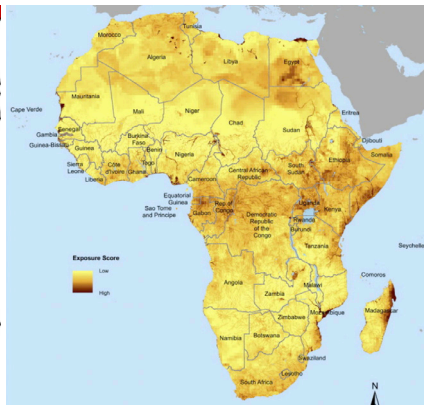 Tunisia
Morocco
Algeria
Libya
Egypt
Mauritania
Cape Verde
Mali
Niger
Chad
Sudan
Eritrea
Senegal
Gambia
Guinea-Bissau
Guinea
Burkina
Faso
Benin
Djibouti
Sierra
Leone
Côte
d'Ivoire
Ghana
Togo
Nigeria
Ethiopia
Somalia
Liberia
Cameroon
Central African
Republic
South
Sudan
Equatorial
Guinea
Sao Tome
and Principe
Gabon
Rep of
Congo
Democratic
Republic
of the
Congo
Uganda
Kenya
Rwanda
Burundi
Tanzania
Seychelles
Exposure Score
Low
High
Comoros
Angola
Malawi
Zambia
Mozambique
Madagascar
Zimbabwe
Namibia
Botswana
Swaziland
Lesotho
South Africa
N